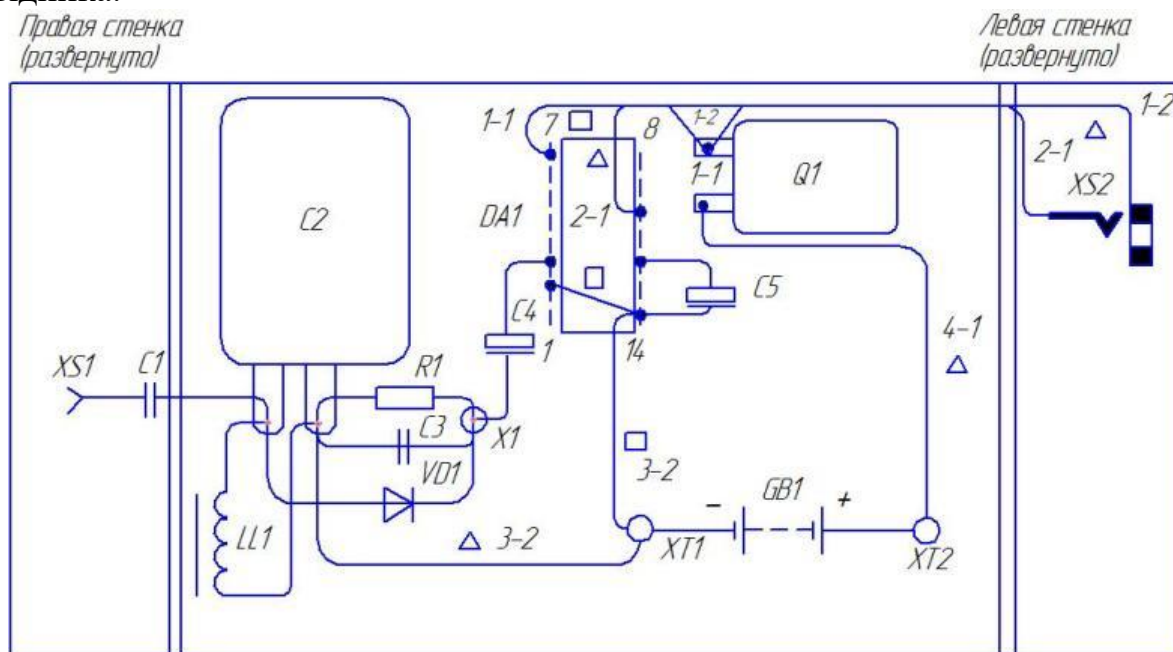 Правая стенка
(развернуто)
Левая стенка
(развернуто)
1-1
7
8
1-2
1-2
1-1
Q1
2-1
XS2
C2
DA1
2-1
C5
C4
1
14
4-1
XS1
C1
R1
C3
X1
VD1
3-2
GB1
-
+
LL1
3-2
XT1
XT2